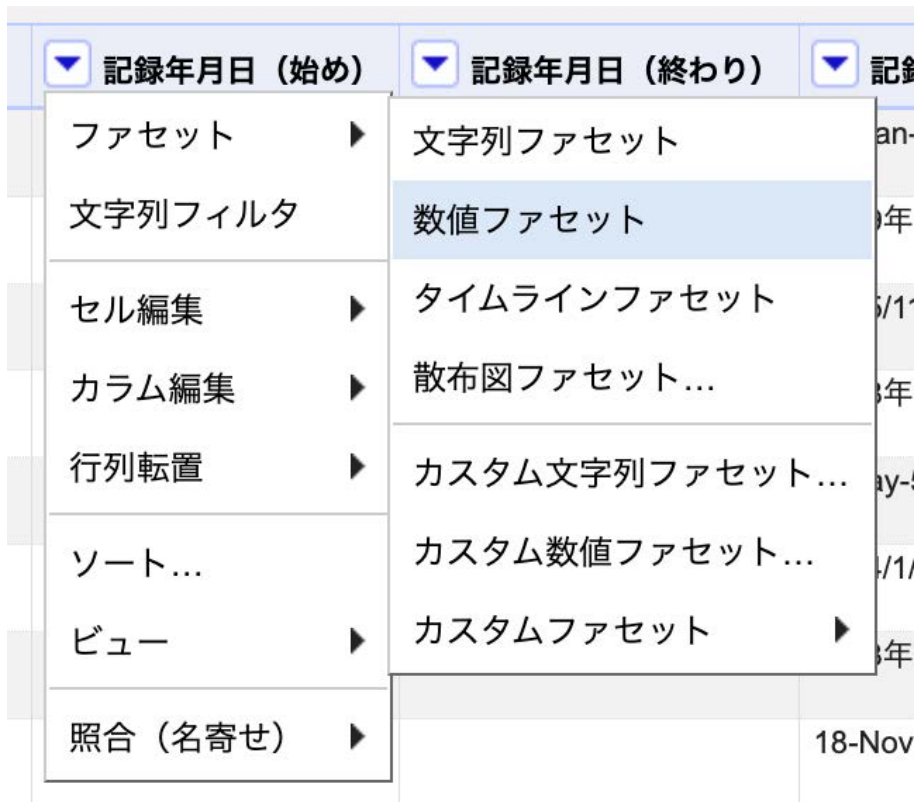 記録年月日（始め）
記録年月日（終わり）
ファセット
文字列フィルタ
セル編集
カラム編集
行列転置
ソート…
ビュー
照合（名寄せ）
文字列ファセット
数値ファセット
タイムラインファセット
散布図ファセット…
カスタム文字列ファセット…
カスタム数値ファセット…
カスタムファセット
18-Nov